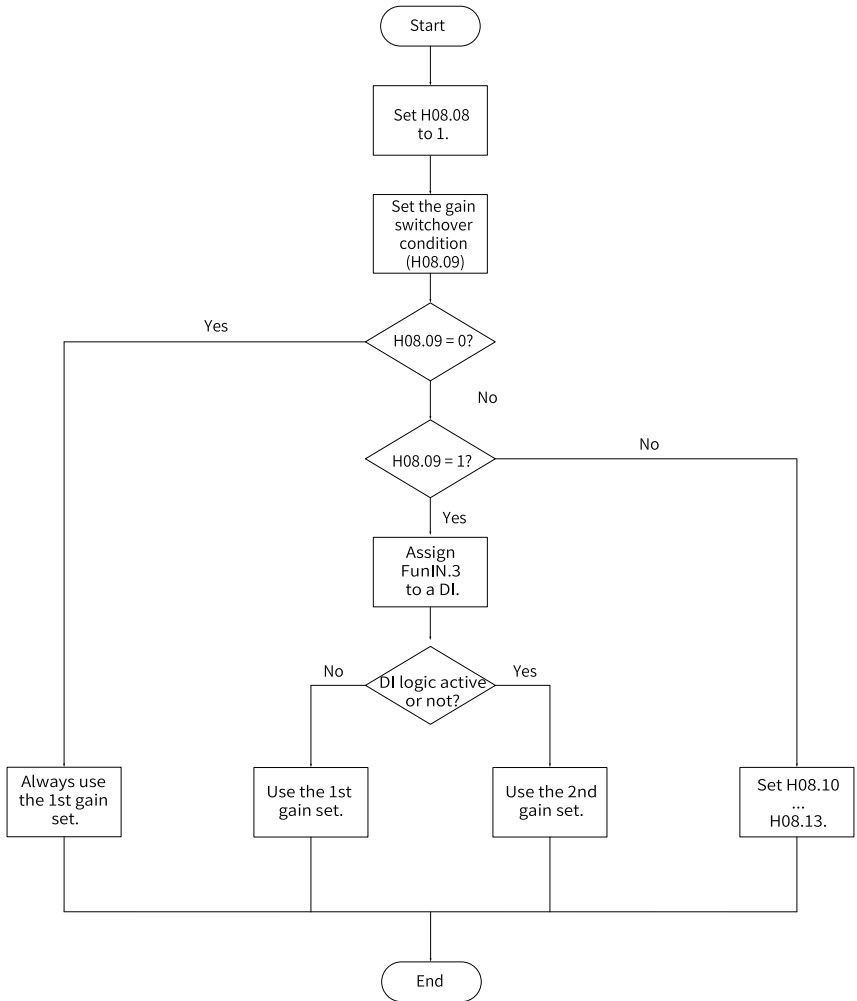 Start
Set H08.08
to 1.
Set the gain
switchover
condition
(H08.09)
Yes
H08.09 = 0?
No
H08.09 = 1?
No
Yes
Assign
FunIN.3
to a DI.
No
Yes
DI logic active
or not?
Always use
the 1st gain
set.
Use the 1st
gain set.
Use the 2nd
gain set.
Set H08.10
...
H08.13.
End